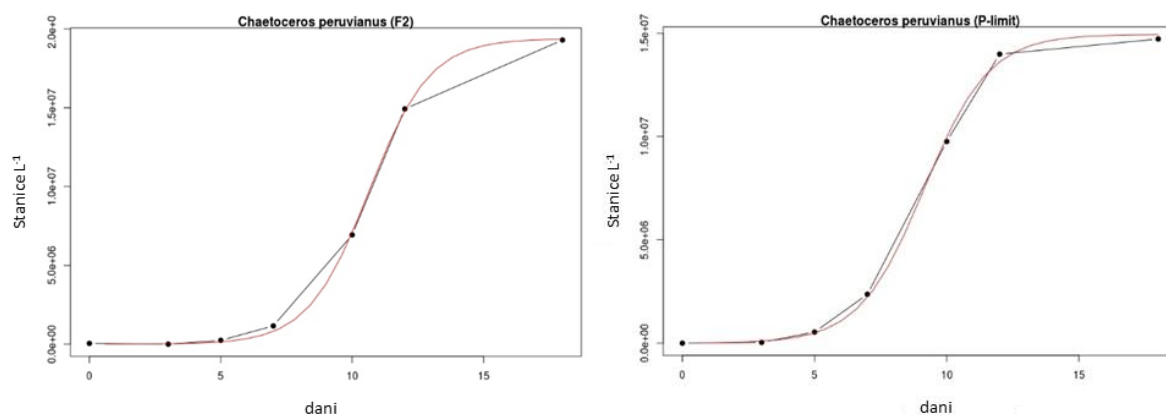 Chaetoceros peruvianus (F2)
2.0e+0
1.5e+07
1.0e+07
5.0e+06
0.0e+00
Stanice L-1
0 5 10 15
dani
Chaetoceros peruvianus (P-limit)
1.5e+07
1.0e+07
5.0e+06
0.0e+00
Stanice L-1
0 5 10 15
dani